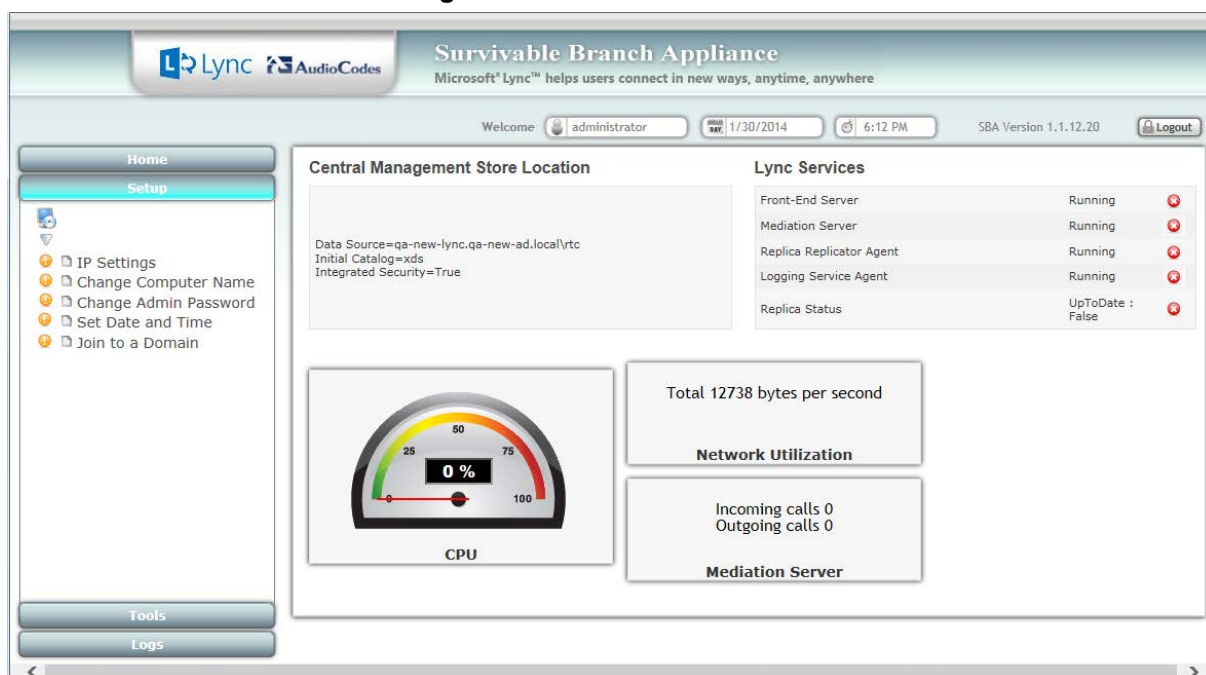 Lync AudioCodes
Survivable Branch Appliance
Microsoft® Lync™ helps users connect in new ways, anytime, anywhere
Welcome administrator 1/30/2014 6:12 PM SBA Version 1.1.12.20 Logout
Home
Setup
IP Settings
Change Computer Name
Change Admin Password
Set Date and Time
Join to a Domain
Tools
Logs
Central Management Store Location
Data Source=qa-new-lync.qa-new-ad.local\rtc
Initial Catalog=xds
Integrated Security=True
Lync Services
Front-End Server Running
Mediation Server Running
Replica Replicator Agent Running
Logging Service Agent Running
Replica Status UpToDate :
False
0
25
50
75
100
0 %
CPU
Total 12738 bytes per second
Network Utilization
Incoming calls 0
Outgoing calls 0
Mediation Server